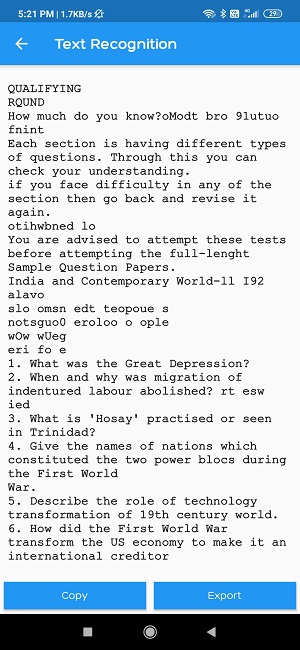 5:21 PM | 1.7KB/s
29
Text Recognition
QUALIFYING
RQUND
How much do you know?oModt bro 91utuo
fnint
Each section is having different types
of questions. Through this you can
check your understanding.
if you face difficulty in any of the
section then go back and revise it
again.
otihwbned lo
You are advised to attempt these tests
before attempting the full-lenght
Sample Question Papers.
India and Contemporary World-ll I92
alavo
slo omsn edt teopoue s
notsguo0 eroloo o ople
wOw wUeg
eri fo e
1. What was the Great Depression?
2. When and why was migration of
indentured labour abolished? rt esw
ied
3. What is 'Hosay' practised or seen
in Trinidad?
4. Give the names of nations which
constituted the two power blocs during
the First World
War.
5. Describe the role of technology
transformation of 19th century world.
6. How did the First World War
transform the US economy to make it an
international creditor
Copy
Export